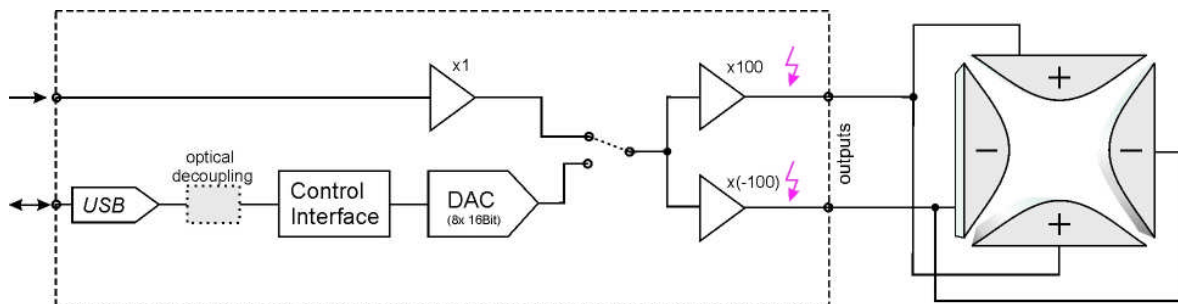 x1
x100
optical
decoupling
USB
Control
Interface
DAC
(8x 16Bit)
x(-100)
outputs
+
−
−
+